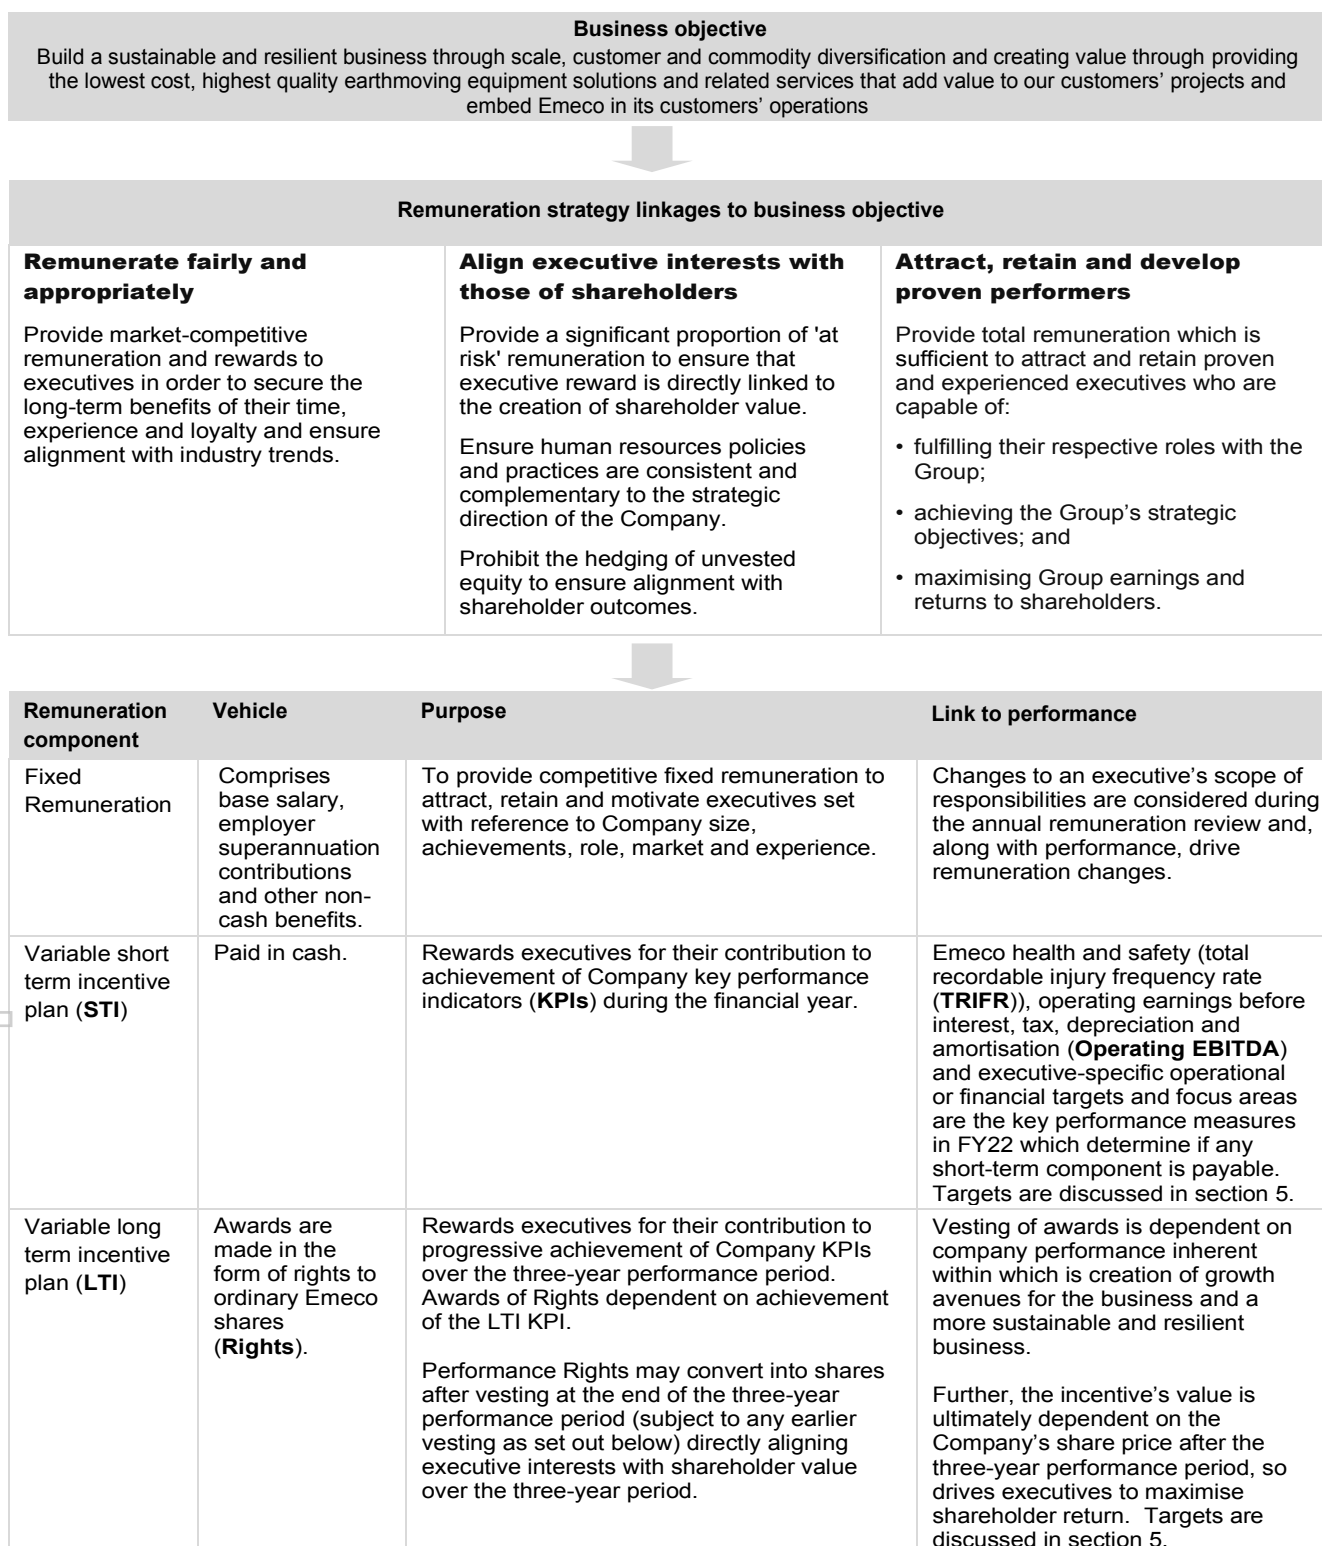 Business objective
Build a sustainable and resilient business through scale, customer and commodity diversification and creating value through providing
the lowest cost, highest quality earthmoving equipment solutions and related services that add value to our customers’ projects and
embed Emeco in its customers’ operations
Remuneration strategy linkages to business objective
Remunerate fairly and
appropriately
Provide market-competitive
remuneration and rewards to
executives in order to secure the
long-term benefits of their time,
experience and loyalty and ensure
alignment with industry trends.
Align executive interests with
those of shareholders
Provide a significant proportion of 'at
risk' remuneration to ensure that
executive reward is directly linked to
the creation of shareholder value.
Ensure human resources policies
and practices are consistent and
complementary to the strategic
direction of the Company.
Prohibit the hedging of unvested
equity to ensure alignment with
shareholder outcomes.
Attract, retain and develop
proven performers
Provide total remuneration which is
sufficient to attract and retain proven
and experienced executives who are
capable of:
• fulfilling their respective roles with the
Group;
• achieving the Group’s strategic
objectives; and
• maximising Group earnings and
returns to shareholders.
Remuneration
component
Vehicle
Purpose
Link to performance
Fixed
Remuneration
Comprises
base salary,
employer
superannuation
contributions
and other non-
cash benefits.
To provide competitive fixed remuneration to
attract, retain and motivate executives set
with reference to Company size,
achievements, role, market and experience.
Changes to an executive’s scope of
responsibilities are considered during
the annual remuneration review and,
along with performance, drive
remuneration changes.
Variable short
term incentive
plan (STI)
Paid in cash.
Rewards executives for their contribution to
achievement of Company key performance
indicators (KPIs) during the financial year.
Emeco health and safety (total
recordable injury frequency rate
(TRIFR)), operating earnings before
interest, tax, depreciation and
amortisation (Operating EBITDA)
and executive-specific operational
or financial targets and focus areas
are the key performance measures
in FY22 which determine if any
short-term component is payable.
Targets are discussed in section 5.
Variable long
term incentive
plan (LTI)
Awards are
made in the
form of rights to
ordinary Emeco
shares
(Rights).
Rewards executives for their contribution to
progressive achievement of Company KPIs
over the three-year performance period.
Awards of Rights dependent on achievement
of the LTI KPI.
Performance Rights may convert into shares
after vesting at the end of the three-year
performance period (subject to any earlier
vesting as set out below) directly aligning
executive interests with shareholder value
over the three-year period.
Vesting of awards is dependent on
company performance inherent
within which is creation of growth
avenues for the business and a
more sustainable and resilient
business.
Further, the incentive’s value is
ultimately dependent on the
Company’s share price after the
three-year performance period, so
drives executives to maximise
shareholder return. Targets are
discussed in section 5.